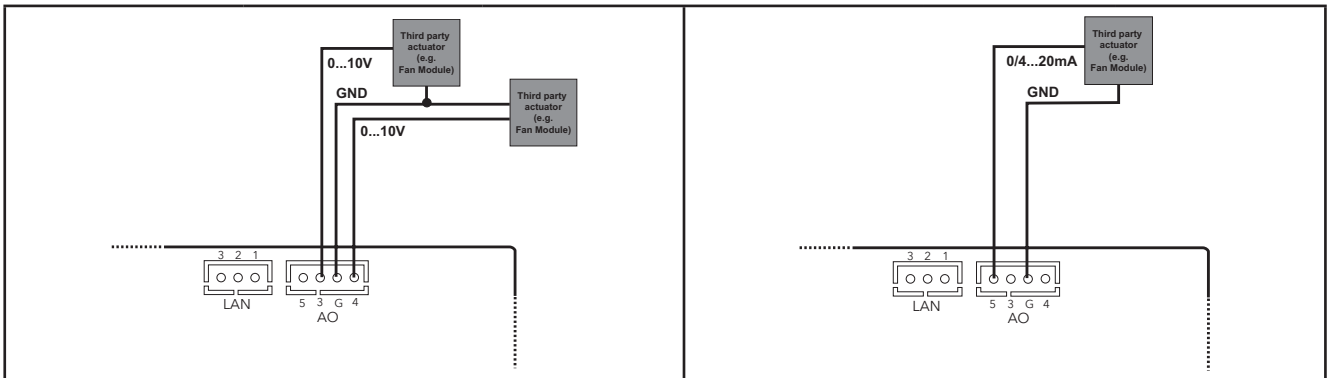 Third party
actuator
(e.g.
Fan Module)
0...10V
GND
Third party
actuator
(e.g.
Fan Module)
0...10V
3 2 1
LAN
5 3 G 4
AO
Third party
actuator
(e.g.
Fan Module)
0/4...20mA
GND
3 2 1
LAN
5 3 G 4
AO